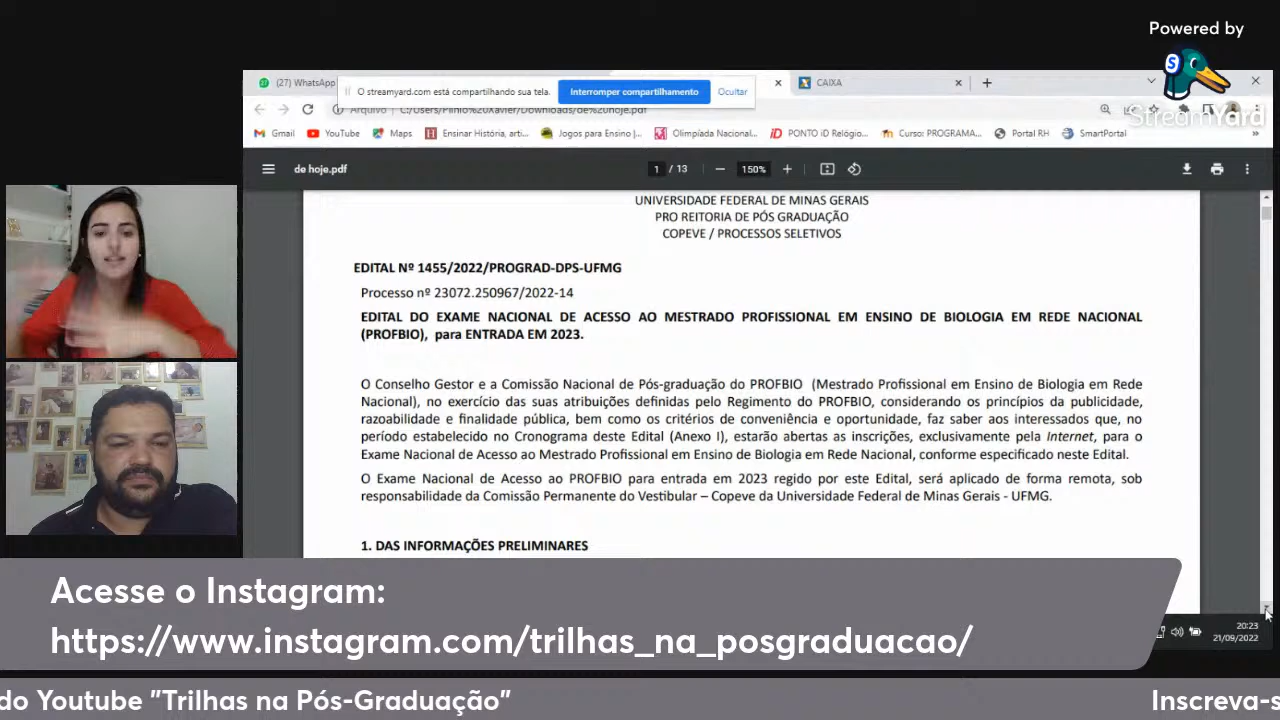 Powered by
StreamYard
(27) WhatsApp
O streamyard.com está compartilhando sua tela.
Interromper compartilhamento
Ocultar
CAIXA
Arquivo
C:/Users/Plinio%20Xavier/Downloads/de%20hoje.pdf
Gmail
YouTube
Maps
Ensinar História, arti...
Jogos para Ensino |...
Olimpíada Nacional...
PONTO iD Relógio...
Curso: PROGRAMA...
Portal RH
SmartPortal
de hoje.pdf
1 / 13
150%
UNIVERSIDADE FEDERAL DE MINAS GERAIS
PRO REITORIA DE PÓS GRADUAÇÃO
COPEVE / PROCESSOS SELETIVOS
EDITAL Nº 1455/2022/PROGRAD-DPS-UFMG
Processo nº 23072.250967/2022-14
EDITAL DO EXAME NACIONAL DE ACESSO AO MESTRADO PROFISSIONAL EM ENSINO DE BIOLOGIA EM REDE NACIONAL
(PROFBIO), para ENTRADA EM 2023.
O Conselho Gestor e a Comissão Nacional de Pós-graduação do PROFBIO (Mestrado Profissional em Ensino de Biologia em Rede
Nacional), no exercício das suas atribuições definidas pelo Regimento do PROFBIO, considerando os princípios da publicidade,
razoabilidade e finalidade pública, bem como os critérios de conveniência e oportunidade, faz saber aos interessados que, no
período estabelecido no Cronograma deste Edital (Anexo I), estarão abertas as inscrições, exclusivamente pela Internet, para o
Exame Nacional de Acesso ao Mestrado Profissional em Ensino de Biologia em Rede Nacional, conforme especificado neste Edital.
O Exame Nacional de Acesso ao PROFBIO para entrada em 2023 regido por este Edital, será aplicado de forma remota, sob
responsabilidade da Comissão Permanente do Vestibular – Copeve da Universidade Federal de Minas Gerais - UFMG.
1. DAS INFORMAÇÕES PRELIMINARES
Acesse o Instagram:
https://www.instagram.com/trilhas_na_posgraduacao/
20:23
21/09/2022
do Youtube "Trilhas na Pós-Graduação"
Inscreva-s